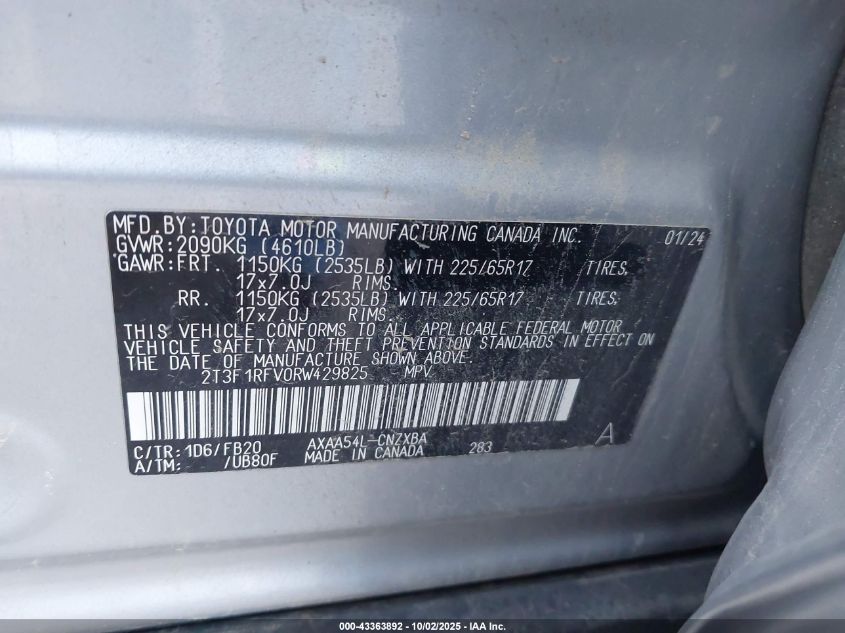 MFD.BY:TOYOTA MOTOR MANUFACTURING CANADA INC. 01/24
GVWR:2090KG (4610LB)
GAWR:FRT. 1150KG (2535LB) WITH 225/65R17 TIRES.
17x7.0J RIMS.
RR. 1150KG (2535LB) WITH 225/65R17 TIRES.
17x7.0J RIMS.
THIS VEHICLE CONFORMS TO ALL APPLICABLE FEDERAL MOTOR
VEHICLE SAFETY AND THEFT PREVENTION STANDARDS IN EFFECT ON
THE DATE OF MANUFACTURE SHOWN ABOVE.
2T3F1RFV0RW429825 MPV
C/TR:1D6/FB20 AXAA54L-CNZXBA A
A/TM: /UB80F MADE IN CANADA 283
000-43363892 - 10/02/2025 - IAA Inc.